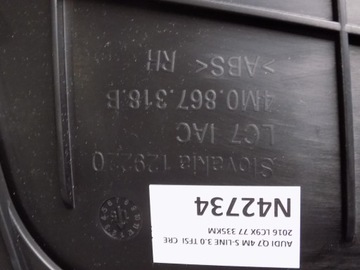 AUDI Q7 4M S-LINE 3.0 TFSI CRE
2016 LC9X 77 335KM
N42734
Slovakia 129220
LC7 IAC
4M0.867.318.B
>ABS< RH